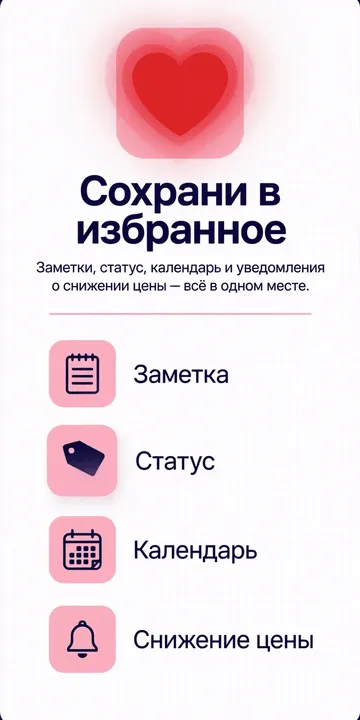 Сохрани в
избранное
Заметки, статус, календарь и уведомления
о снижении цены — всё в одном месте.
Заметка
Статус
Календарь
Снижение цены